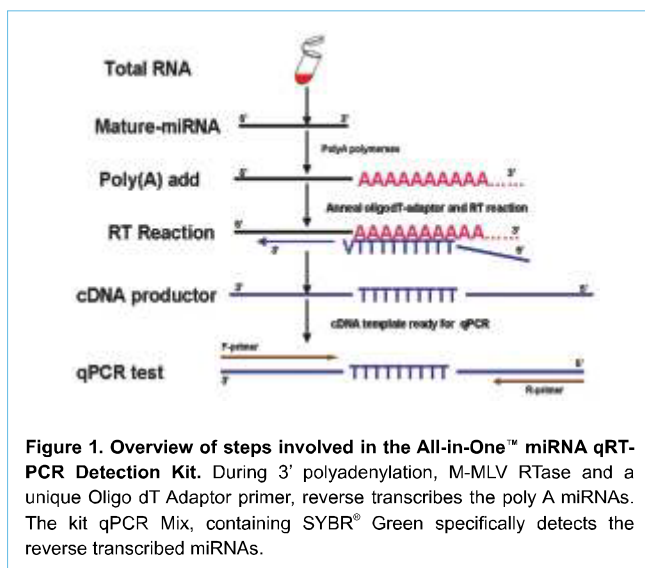 Total RNA
Mature-miRNA
5' 3'
PolyA polymerase
Poly(A) add
5' AAAAAAAAAA...... 3'
Anneal oligodT-adaptor and RT reaction
RT Reaction
5' AAAAAAAAAA...... 3'
3' VTTTTTTTTT 5'
cDNA productor
3' TTTTTTTTT 5'
cDNA template ready for qPCR
F-primer
qPCR test
3' TTTTTTTTT 5'
R-primer
Figure 1. Overview of steps involved in the All-in-One™ miRNA qRT-
PCR Detection Kit. During 3' polyadenylation, M-MLV RTase and a
unique Oligo dT Adaptor primer, reverse transcribes the poly A miRNAs.
The kit qPCR Mix, containing SYBR® Green specifically detects the
reverse transcribed miRNAs.